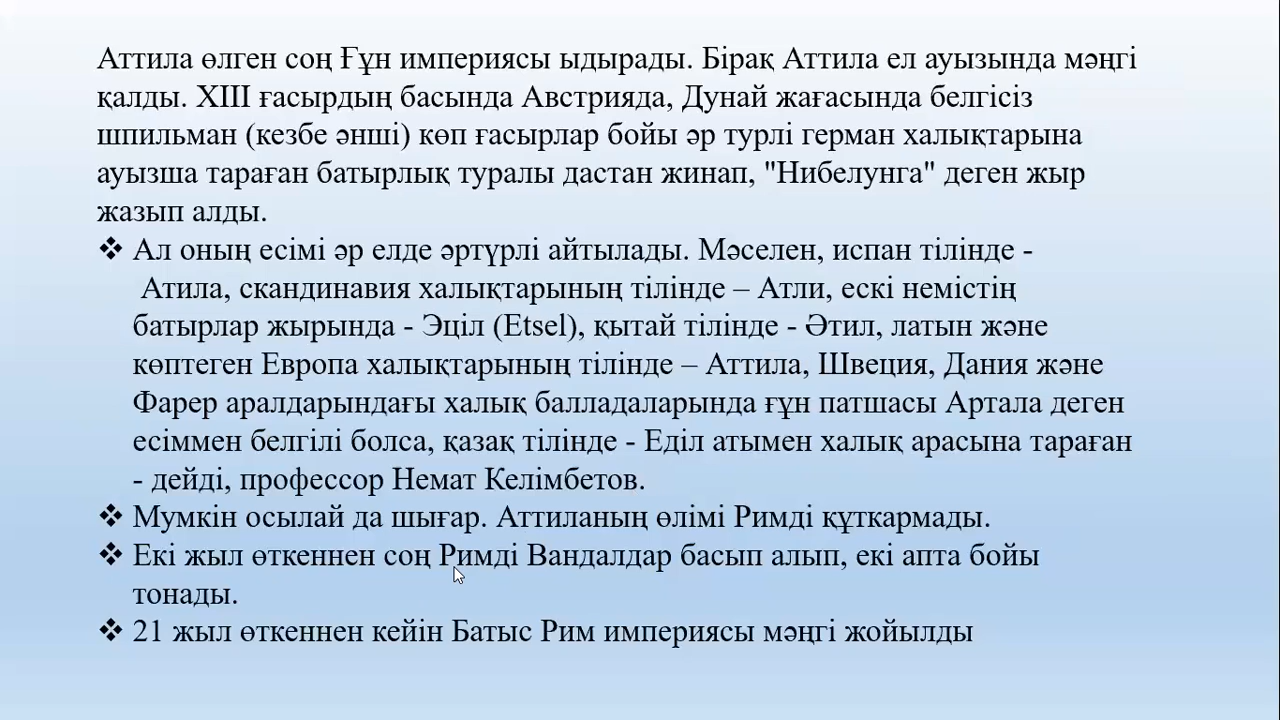 Аттила өлген соң Ғұн империясы ыдырады. Бірақ Аттила ел ауызында мәңгі
қалды. XIII ғасырдың басында Австрияда, Дунай жағасында белгісіз
шпильман (кезбе әнші) көп ғасырлар бойы әр турлі герман халықтарына
ауызша тараған батырлық туралы дастан жинап, "Нибелунга" деген жыр
жазып алды.
❖ Ал оның есімі әр елде әртүрлі айтылады. Мәселен, испан тілінде -
Атила, скандинавия халықтарының тілінде – Атли, ескі немістің
батырлар жырында - Эціл (Etsel), қытай тілінде - Әтил, латын және
көптеген Европа халықтарының тілінде – Аттила, Швеция, Дания және
Фарер аралдарындағы халық балладаларында ғұн патшасы Артала деген
есіммен белгілі болса, қазақ тілінде - Еділ атымен халық арасына тараған
- дейді, профессор Немат Келімбетов.
❖ Мумкін осылай да шығар. Аттиланың өлімі Римді құткармады.
❖ Екі жыл өткеннен соң Римді Вандалдар басып алып, екі апта бойы
тонады.
❖ 21 жыл өткеннен кейін Батыс Рим империясы мәңгі жойылды